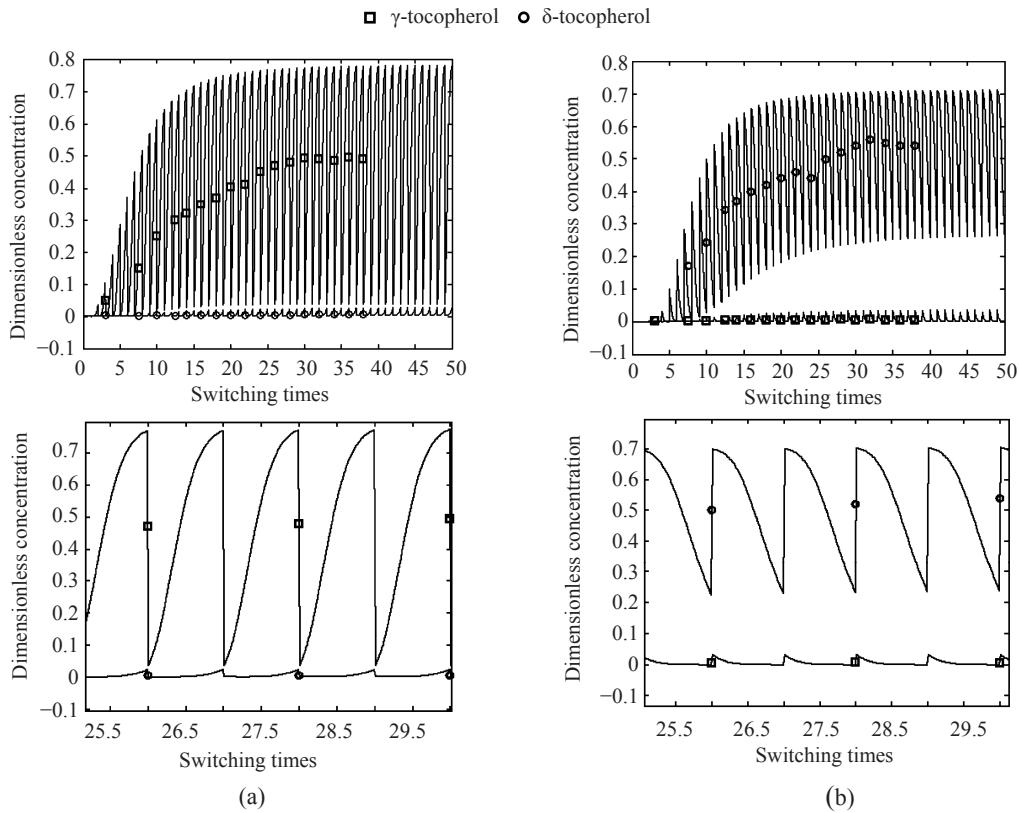 γ-tocopherol δ-tocopherol
Dimensionless concentration
0.8
0.7
0.6
0.5
0.4
0.3
0.2
0.1
0
−0.1
0 5 10 15 20 25 30 35 40 45 50
Switching times
Dimensionless concentration
0.8
0.7
0.6
0.5
0.4
0.3
0.2
0.1
0
−0.1
0 5 10 15 20 25 30 35 40 45 50
Switching times
Dimensionless concentration
0.7
0.6
0.5
0.4
0.3
0.2
0.1
0
−0.1
25.5 26.5 27.5 28.5 29.5
Switching times
(a)
Dimensionless concentration
0.7
0.6
0.5
0.4
0.3
0.2
0.1
0
−0.1
25.5 26.5 27.5 28.5 29.5
Switching times
(b)